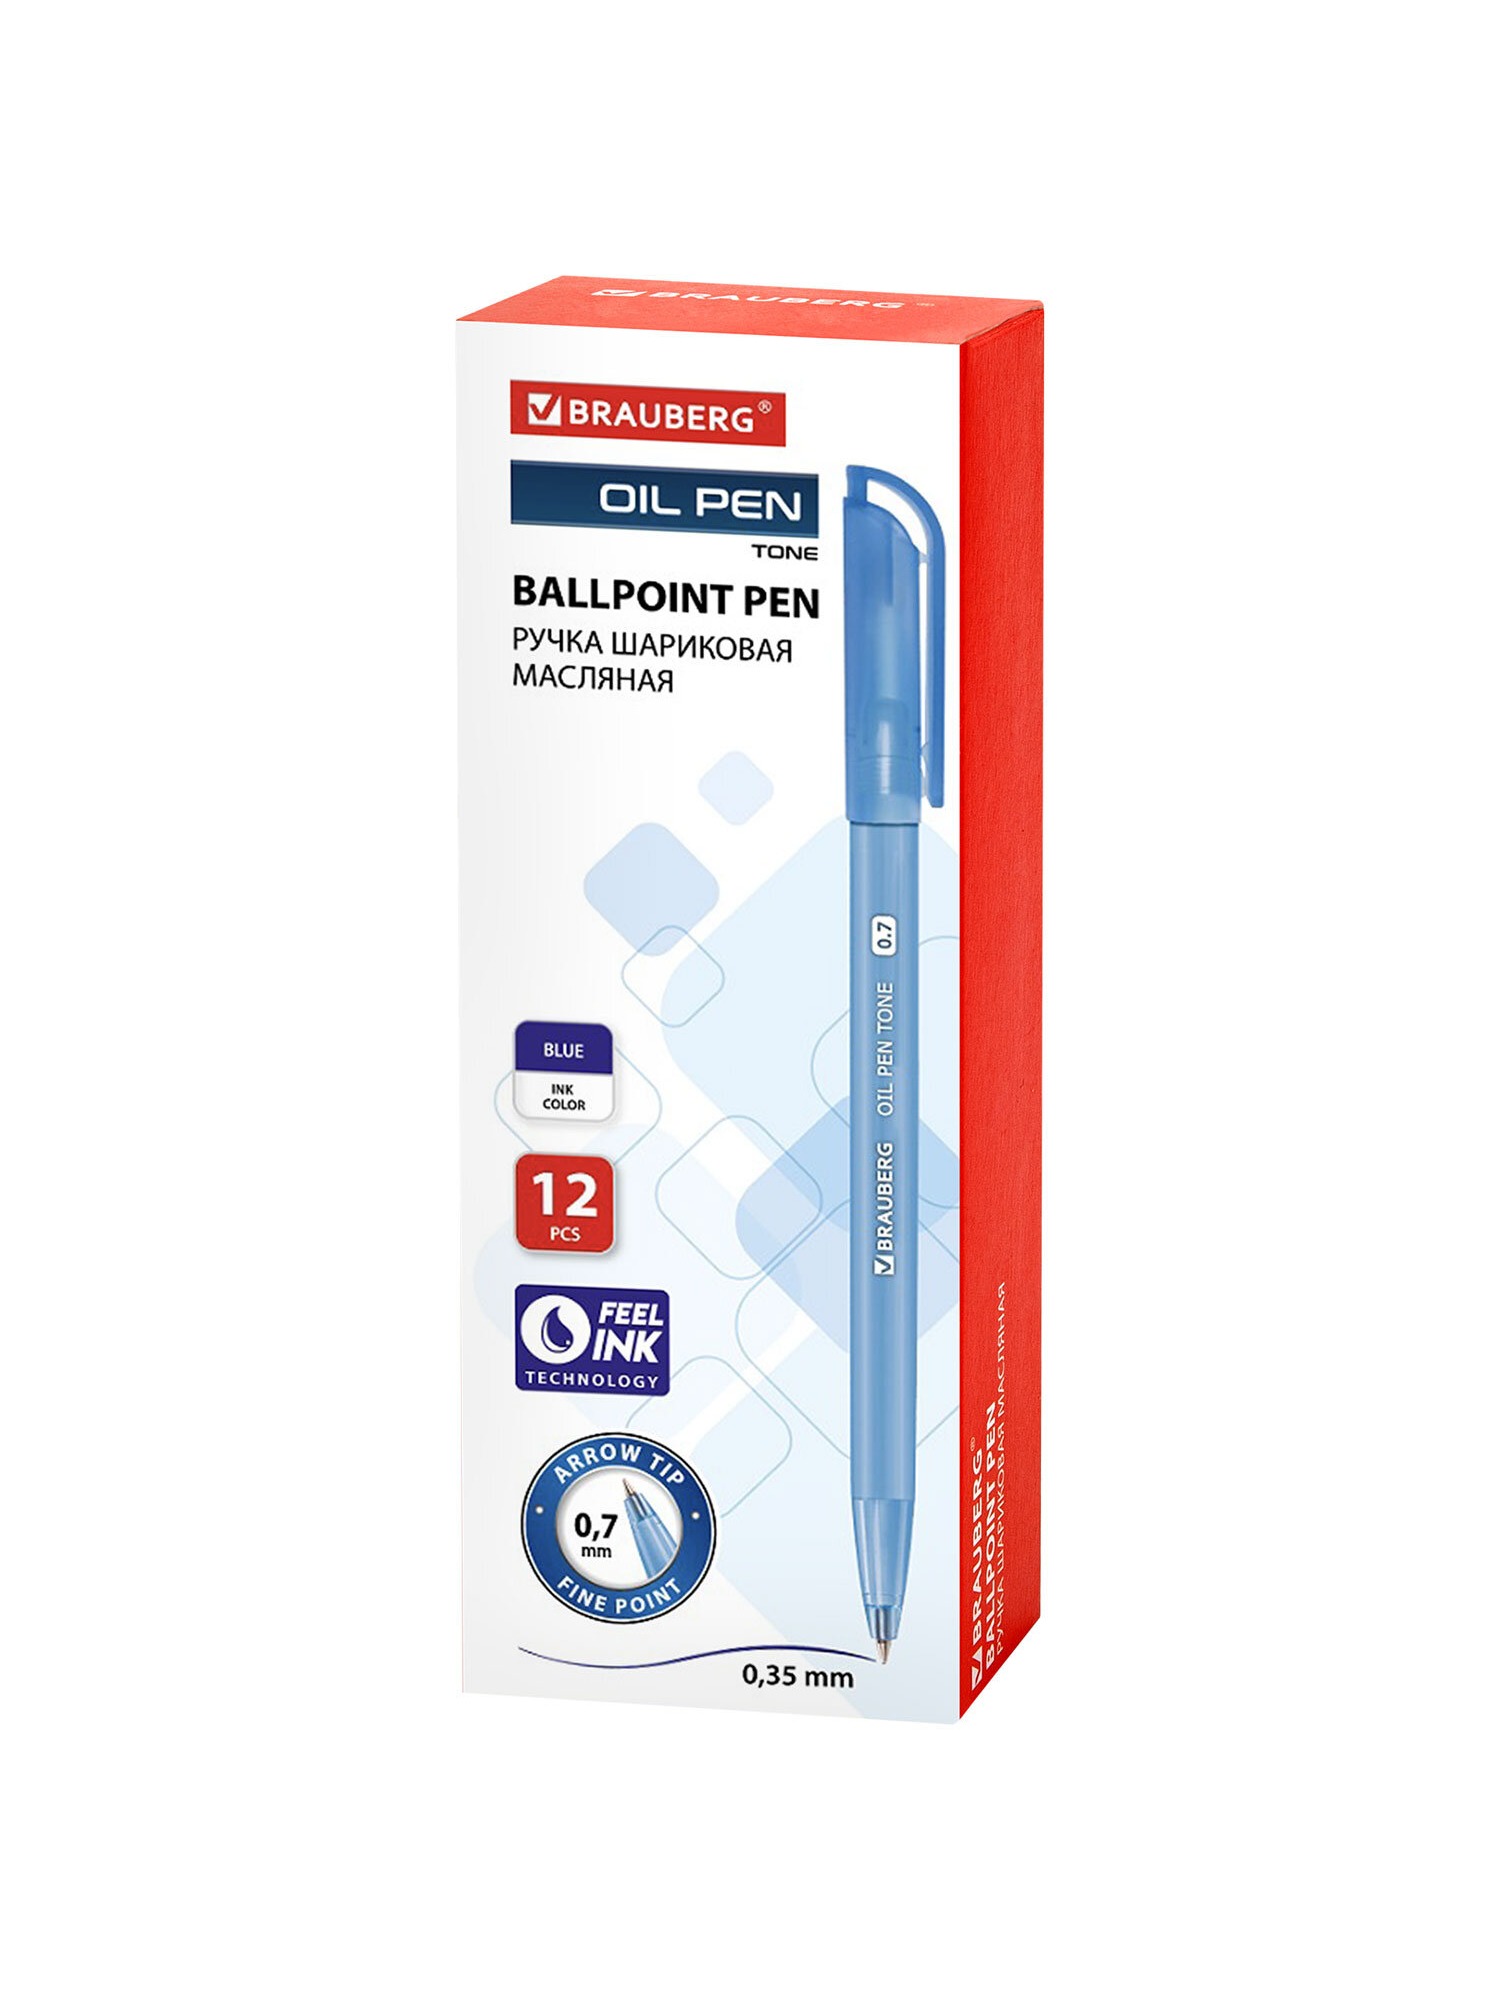 BRAUBERG®
BRAUBERG®
OIL PEN
TONE
BALLPOINT PEN
РУЧКА ШАРИКОВАЯ
МАСЛЯНАЯ
BLUE
INK
COLOR
12
PCS
FEEL
INK
TECHNOLOGY
ARROW TIP
0,7
mm
FINE POINT
0,35 mm
BRAUBERG OIL PEN TONE 0.7
BRAUBERG®
BALLPOINT PEN
РУЧКА ШАРИКОВАЯ МАСЛЯНАЯ